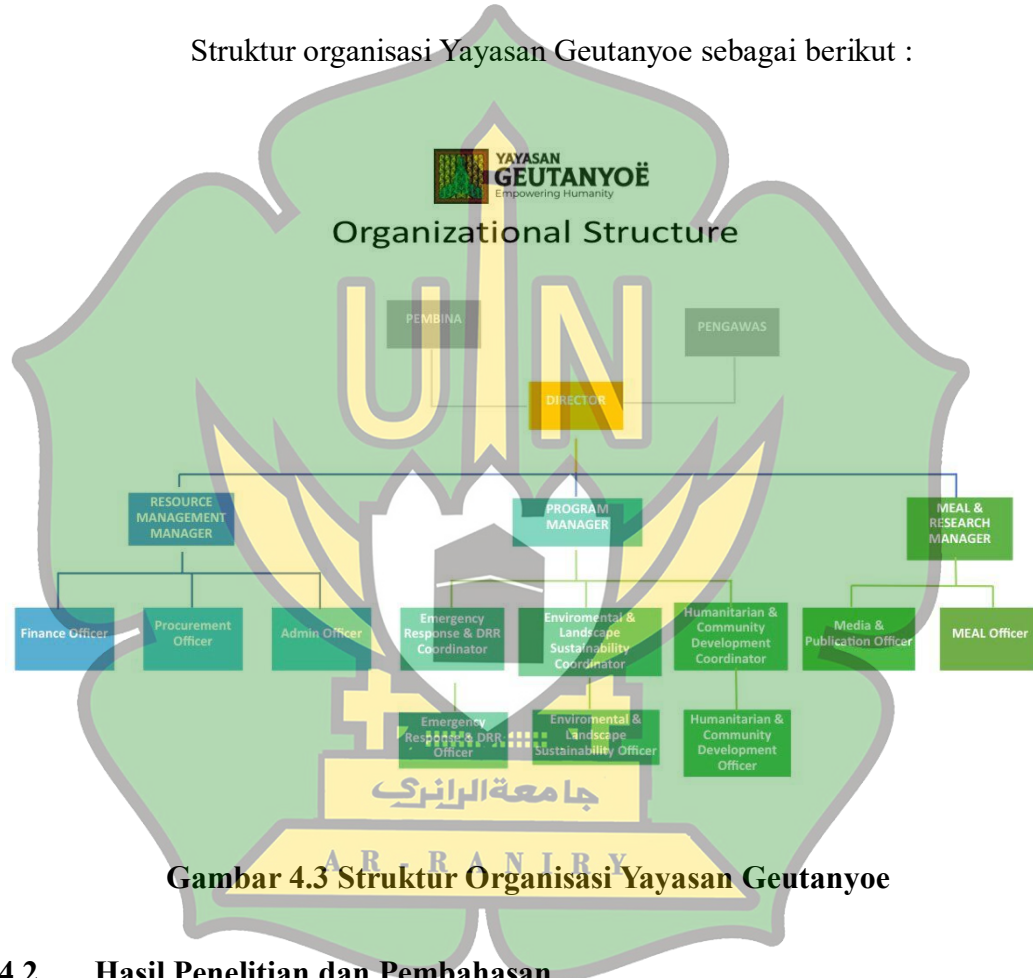 Struktur organisasi Yayasan Geutanyoe sebagai berikut :
YAYASAN
GEUTANYOË
Empowering Humanity
Organizational Structure
UIN
PEMBINA
PENGAWAS
DIRECTOR
RESOURCE
MANAGEMENT
MANAGER
PROGRAM
MANAGER
MEAL &
RESEARCH
MANAGER
Finance Officer
Procurement
Officer
Admin Officer
Emergency
Response & DRR
Coordinator
Enviromental &
Landscape
Sustainability
Coordinator
Humanitarian &
Community
Development
Coordinator
Media &
Publication Officer
MEAL Officer
Emergency
Response & DRR
Officer
Enviromental &
Landscape
Sustainability Officer
Humanitarian &
Community
Development
Officer
جامعة الرانري
AR-RANIRY
Gambar 4.3 Struktur Organisasi Yayasan Geutanyoe
4.2 Hasil Penelitian dan Pembahasan